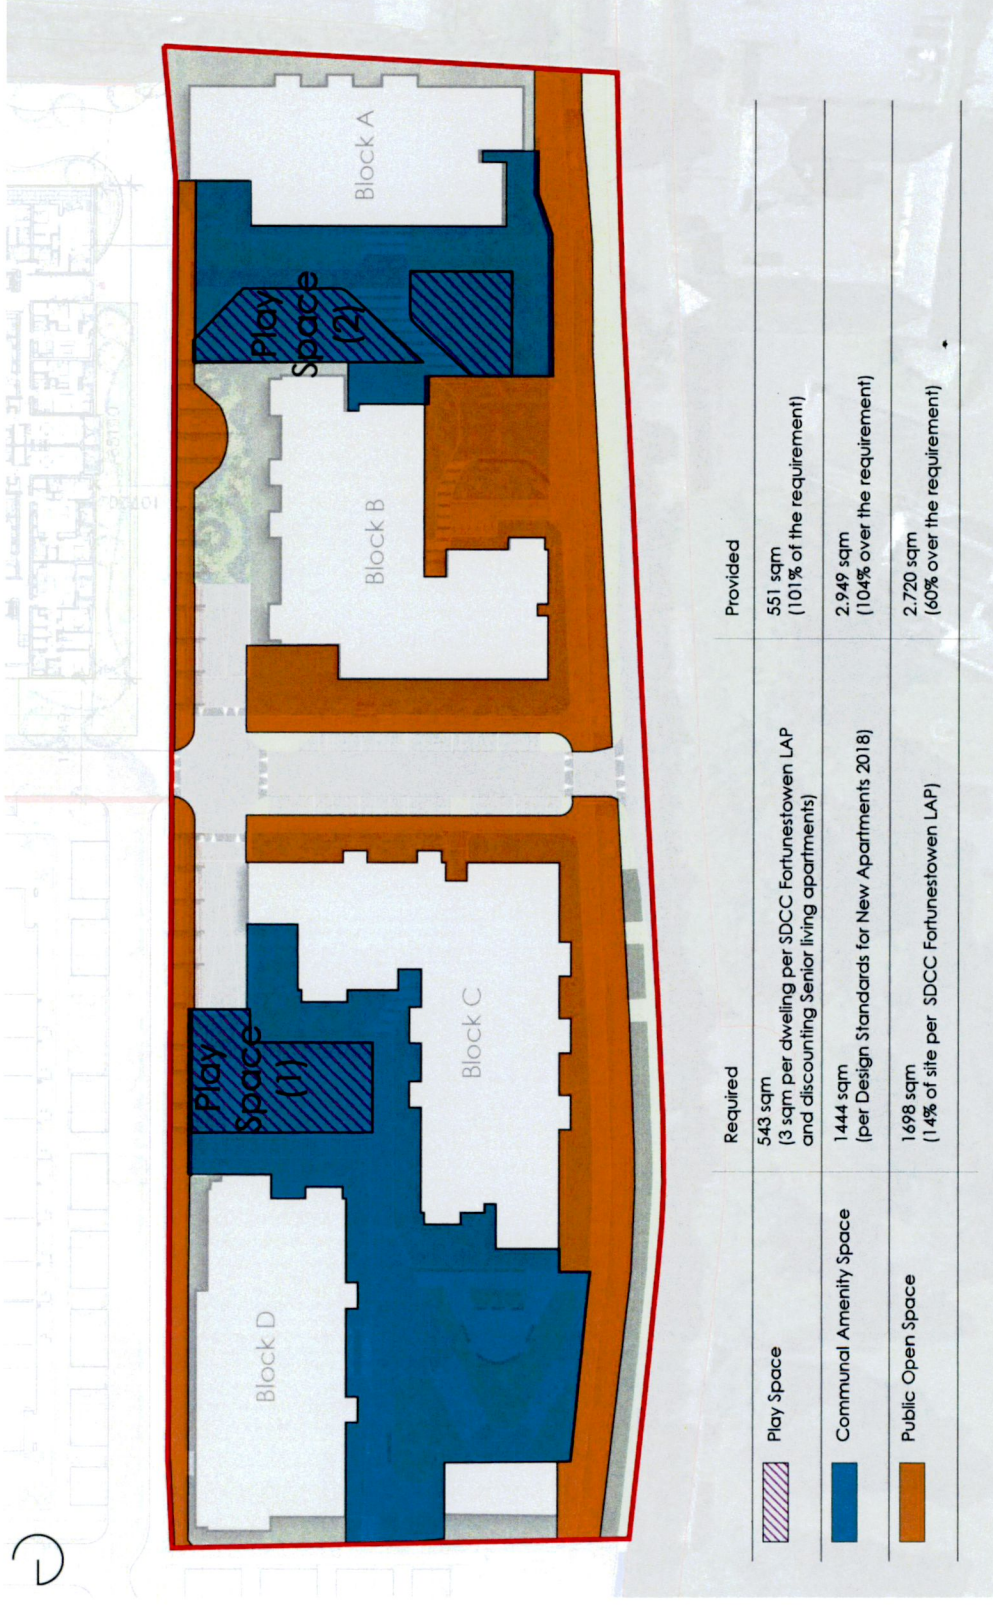 Block A
Play
Space
(2)
Block B
Block C
Play
Space
(1)
Block D
Required
Provided
Play Space
543 sqm
(3 sqm per dweling per SDCC Fortunestowen LAP
and discounting Senior living apartments)
551 sqm
(101% of the requirement)
Communal Amenity Space
1444 sqm
(per Design Standards for New Apartments 2018)
2.949 sqm
(104% over the requirement)
Public Open Space
1698 sqm
(14% of site per SDCC Fortunestowen LAP)
2.720 sqm
(60% over the requirement)